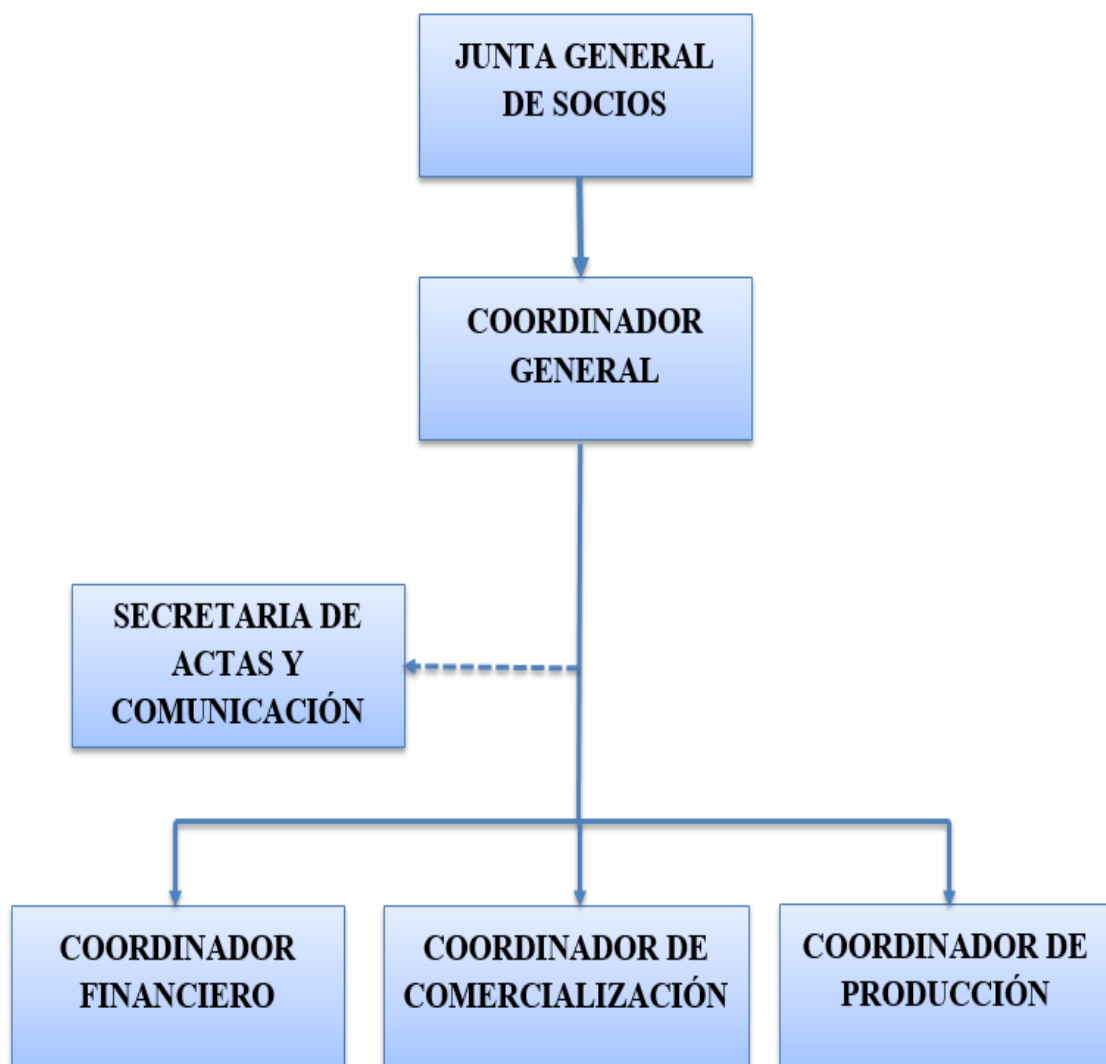 JUNTA GENERAL
DE SOCIOS
COORDINADOR
GENERAL
SECRETARIA DE
ACTAS Y
COMUNICACIÓN
COORDINADOR
FINANCIERO
COORDINADOR DE
COMERCIALIZACIÓN
COORDINADOR DE
PRODUCCIÓN